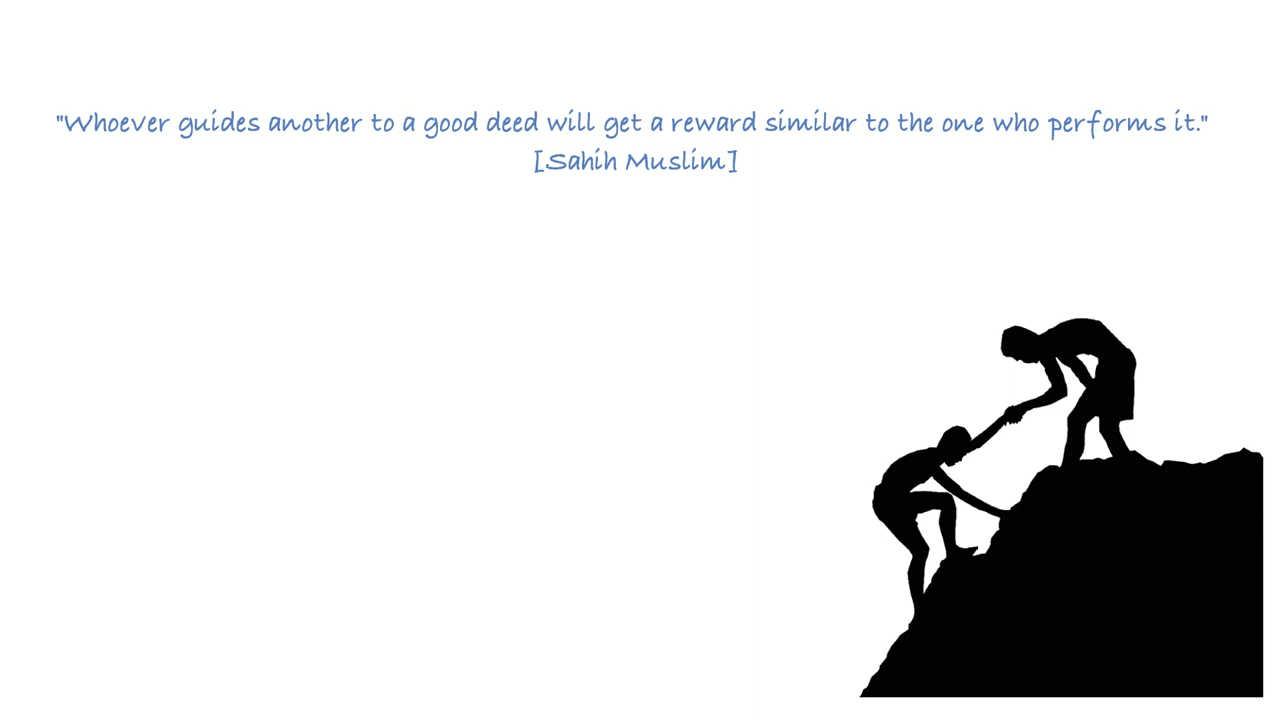 "Whoever guides another to a good deed will get a reward similar to the one who performs it."
[Sahih Muslim]